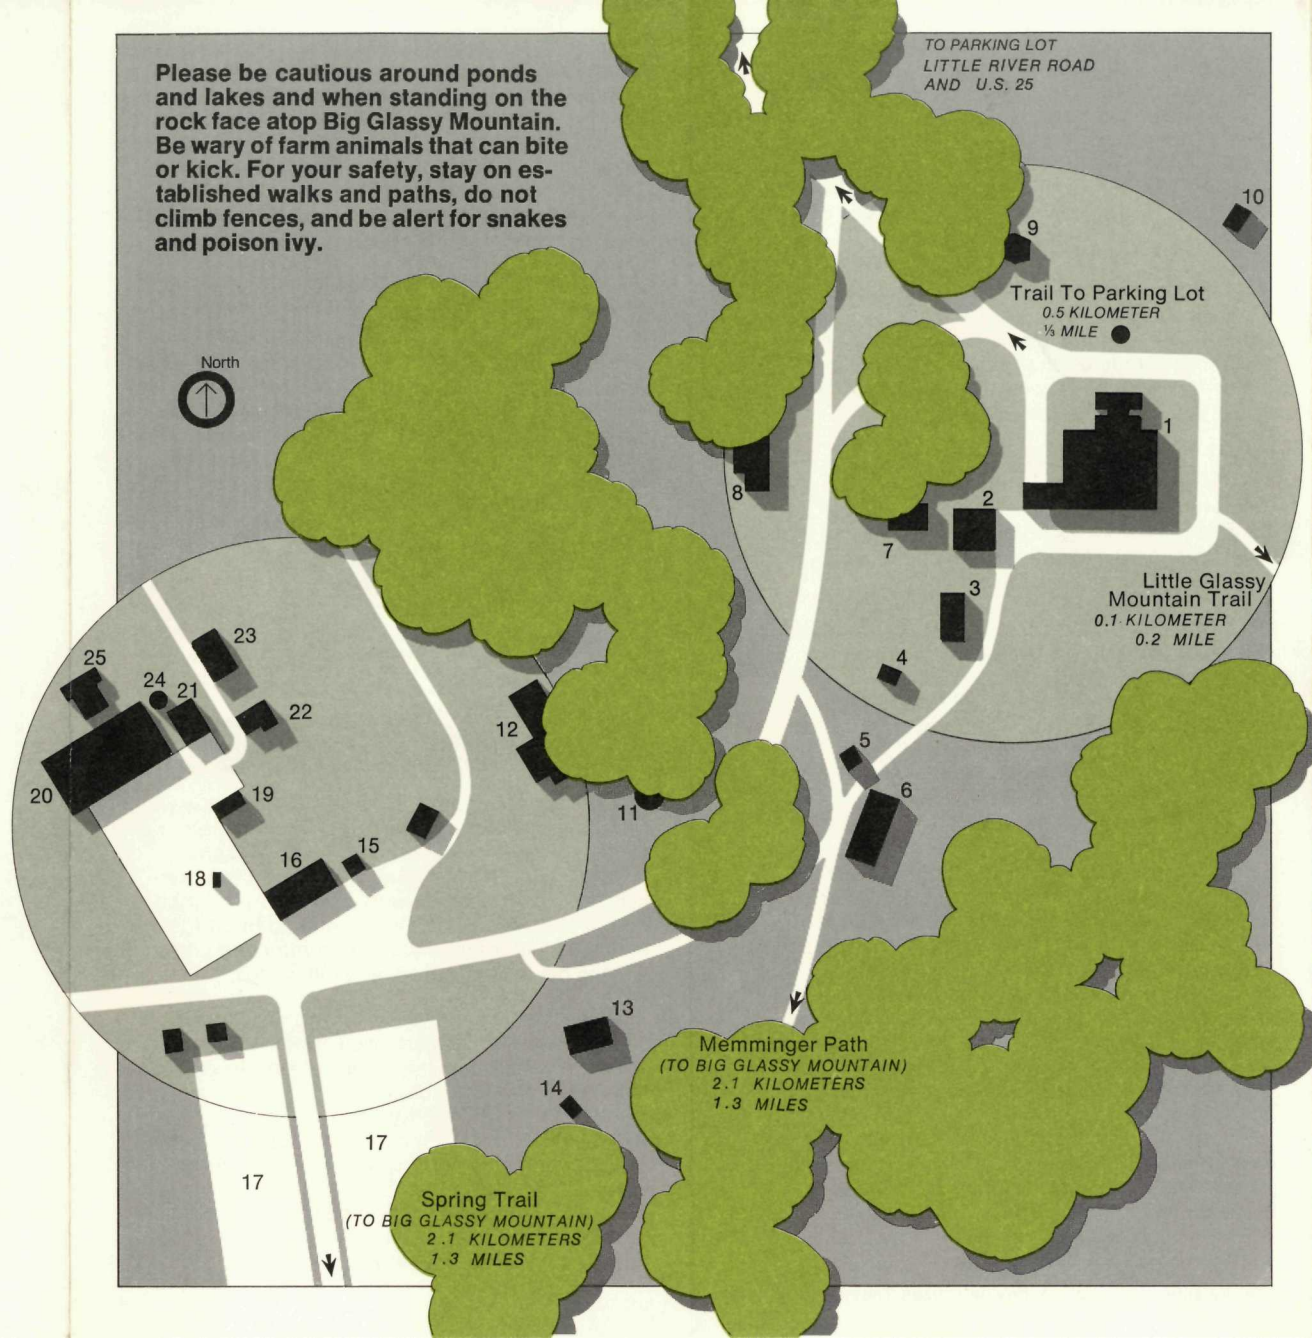 Please be cautious around ponds
and lakes and when standing on the
rock face atop Big Glassy Mountain.
Be wary of farm animals that can bite
or kick. For your safety, stay on es-
tablished walks and paths, do not
climb fences, and be alert for snakes
and poison ivy.
TO PARKING LOT
LITTLE RIVER ROAD
AND U.S. 25
10
9
Trail To Parking Lot
0.5 KILOMETER
⅓ MILE
North
1
8
2
7
Little Glassy
Mountain Trail
0.1 KILOMETER
0.2 MILE
3
4
23
25
24
21
22
12
5
20
19
11
6
16
15
18
13
Memminger Path
(TO BIG GLASSY MOUNTAIN)
2.1 KILOMETERS
1.3 MILES
14
17
17
Spring Trail
(TO BIG GLASSY MOUNTAIN)
2.1 KILOMETERS
1.3 MILES